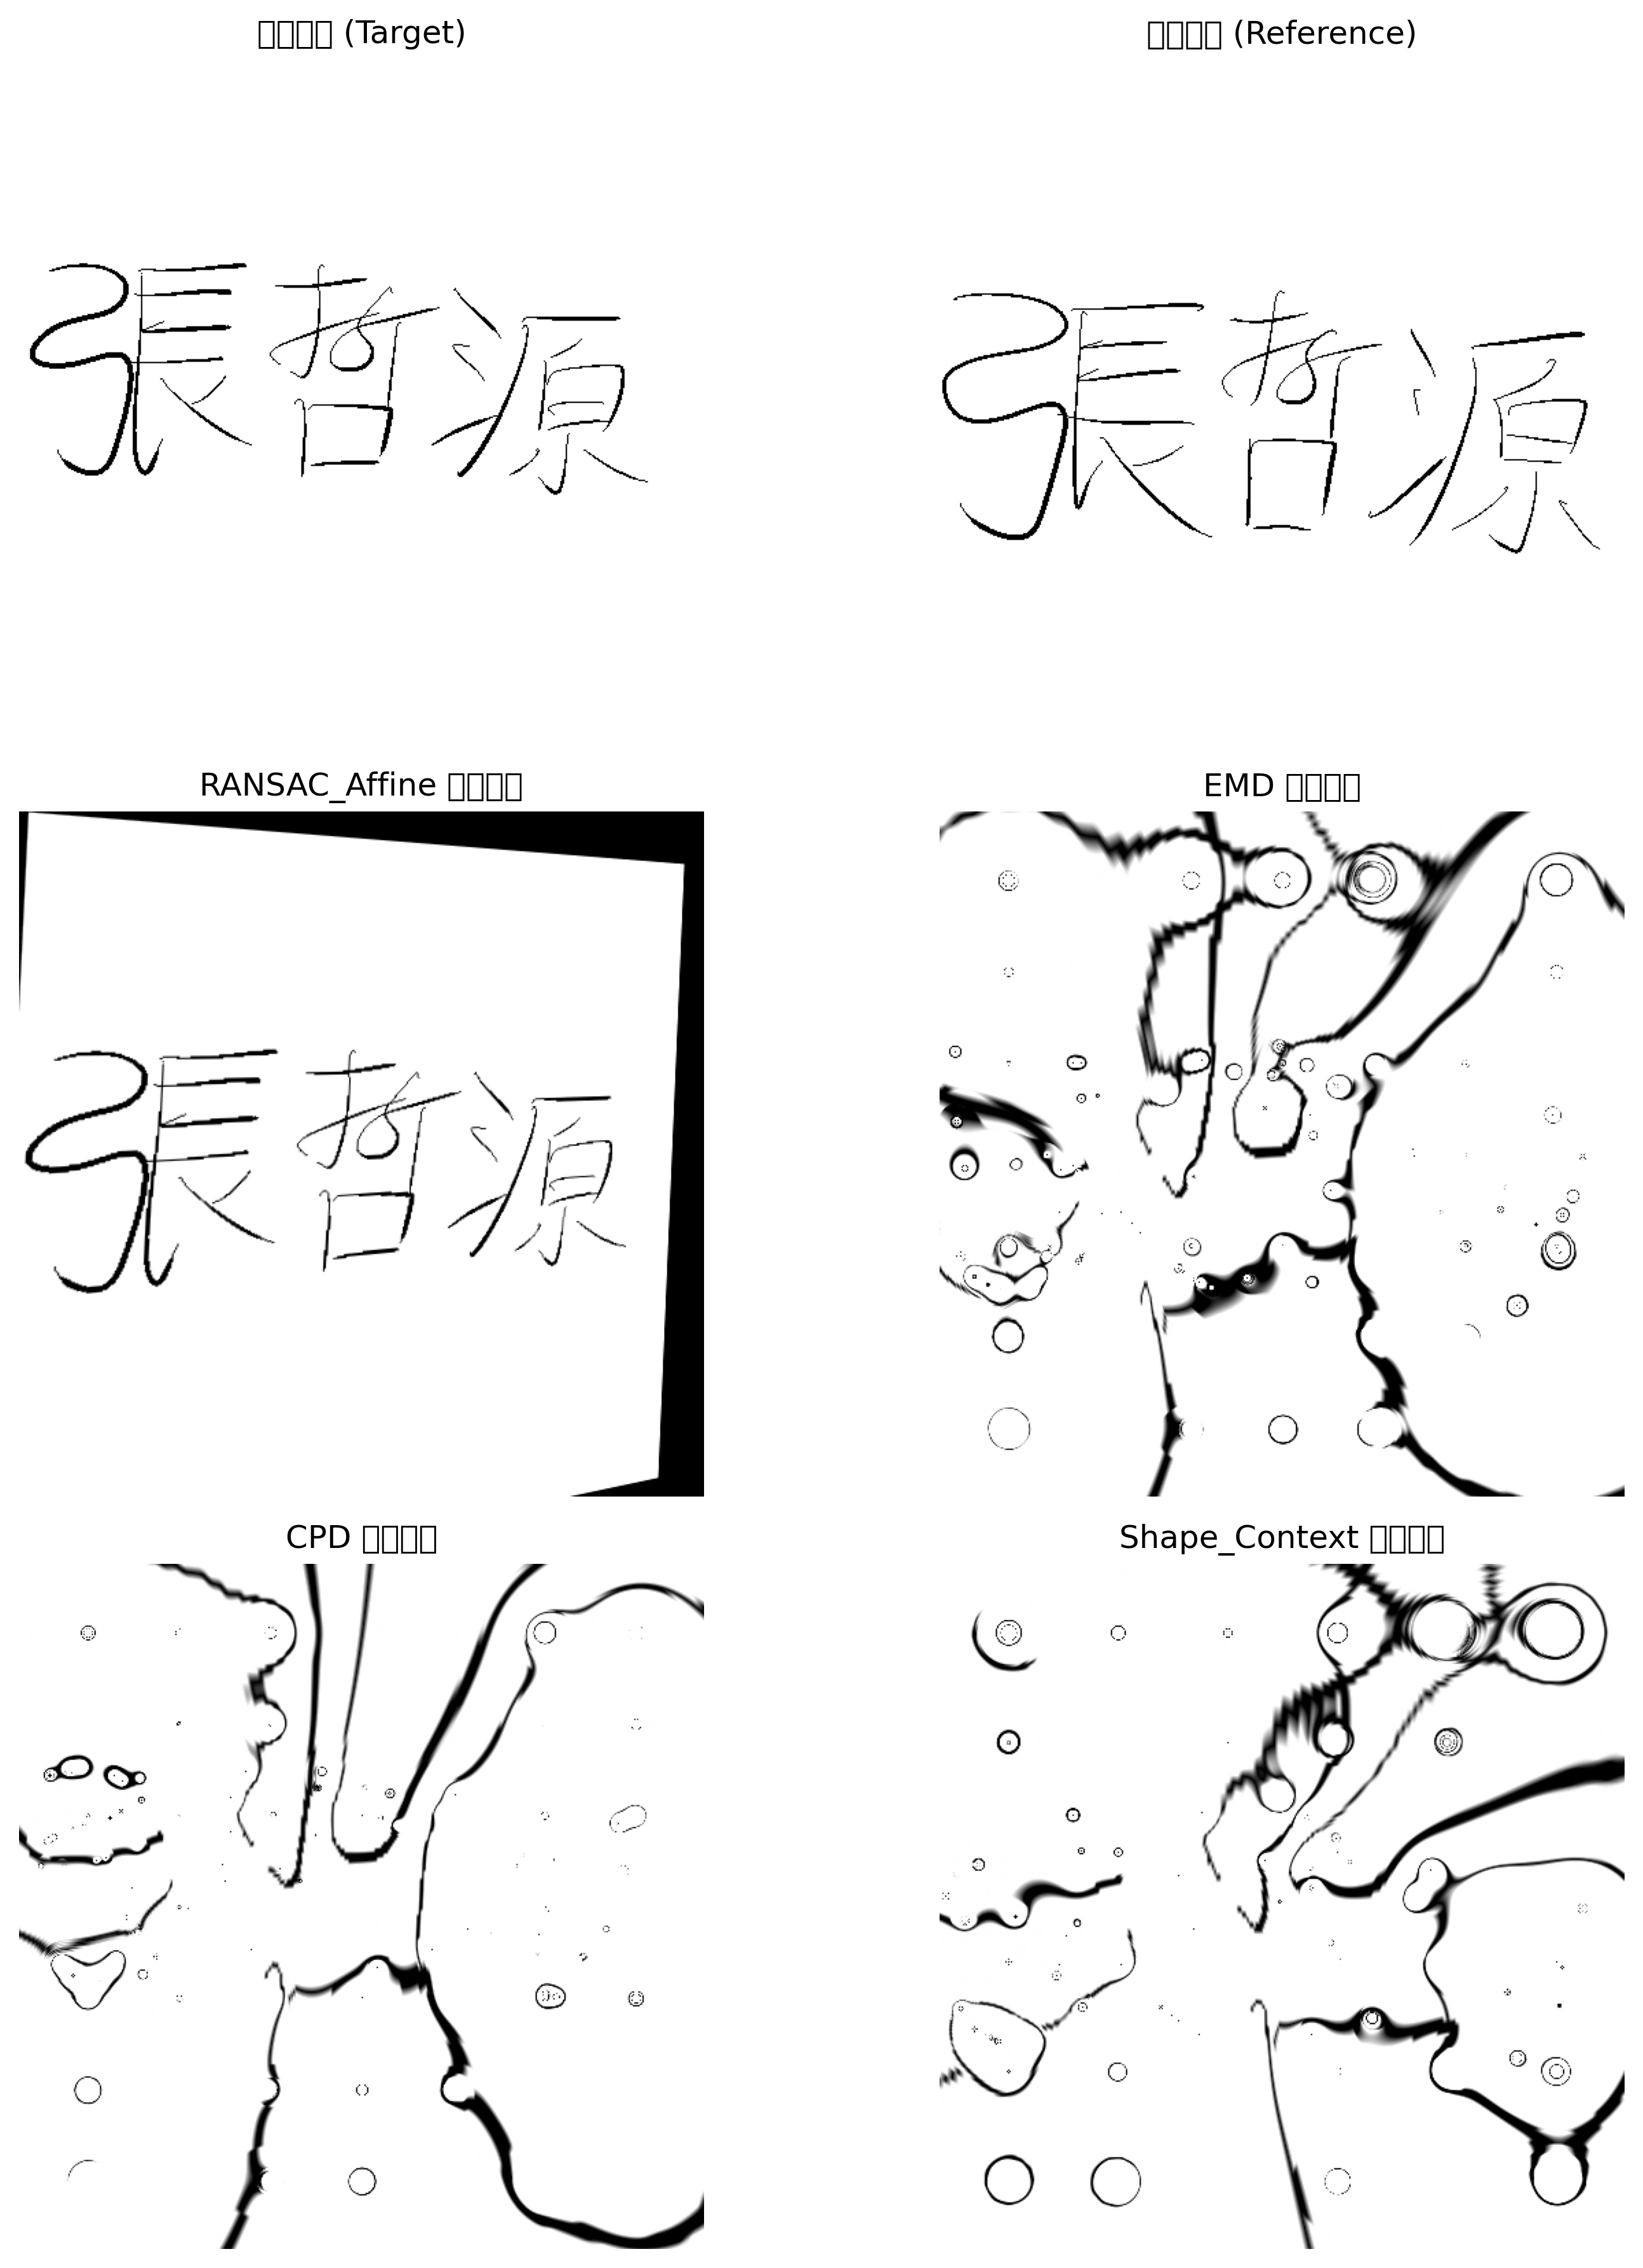 (Target)
(Reference)
張哲源
張哲源
RANSAC_Affine
EMD
張哲源
CPD
Shape_Context